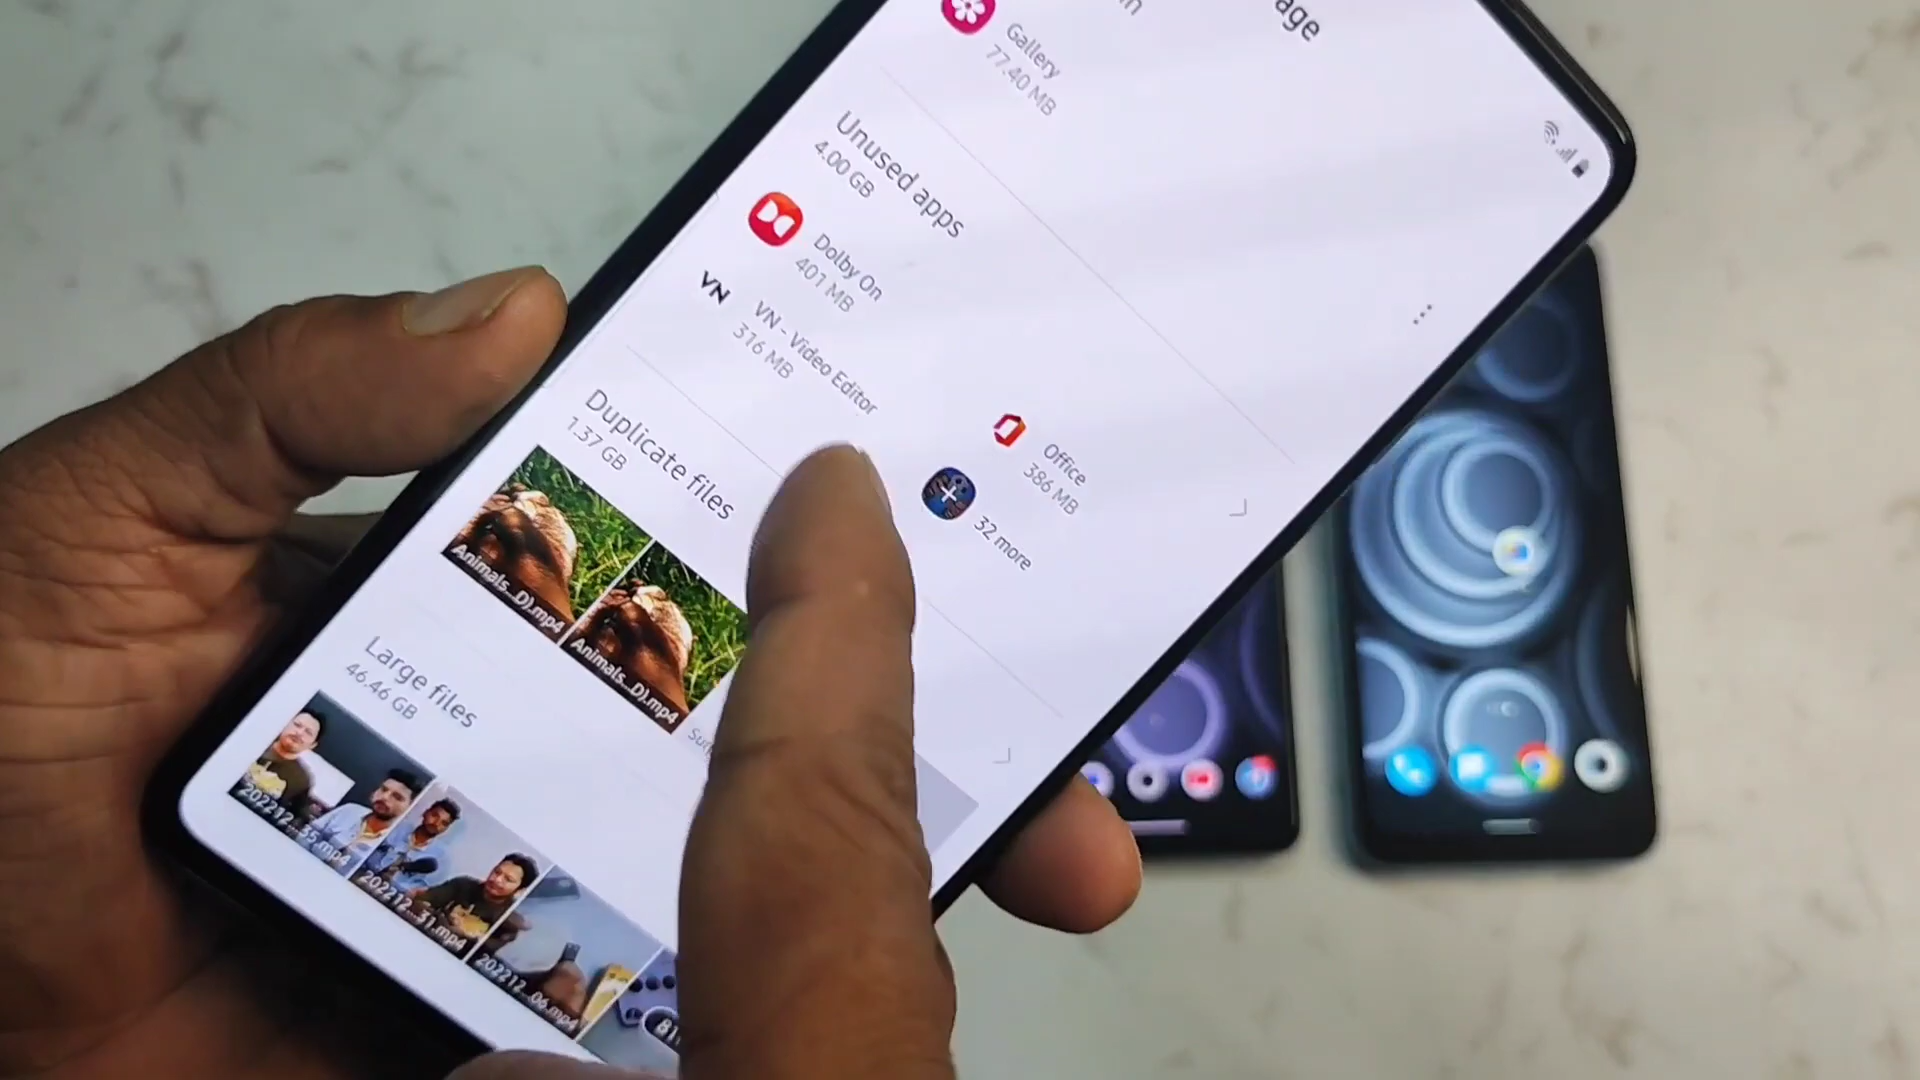 age
Gallery
77.40 MB
Unused apps
4.00 GB
Dolby On
401 MB
Office
386 MB
VN
VN - Video Editor
316 MB
32 more
Duplicate files
1.37 GB
Animals...D).mp4
Animals...D).mp4
Large files
46.46 GB
202212...35.mp4
202212...31.mp4
202212...06.mp4